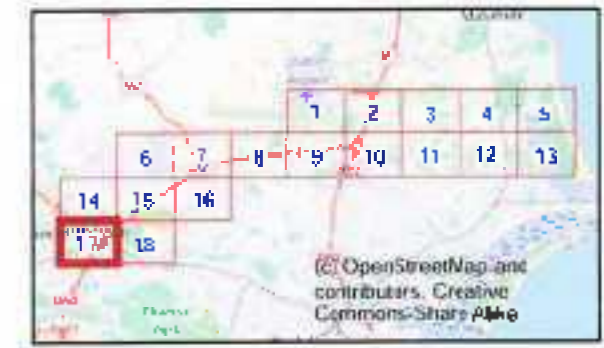 1 2 3 4 5
6 7 8 9 10 11 12 13
14 15 16
17 18
(c) OpenStreetMap and
contributors, Creative
Commons-Share Alike